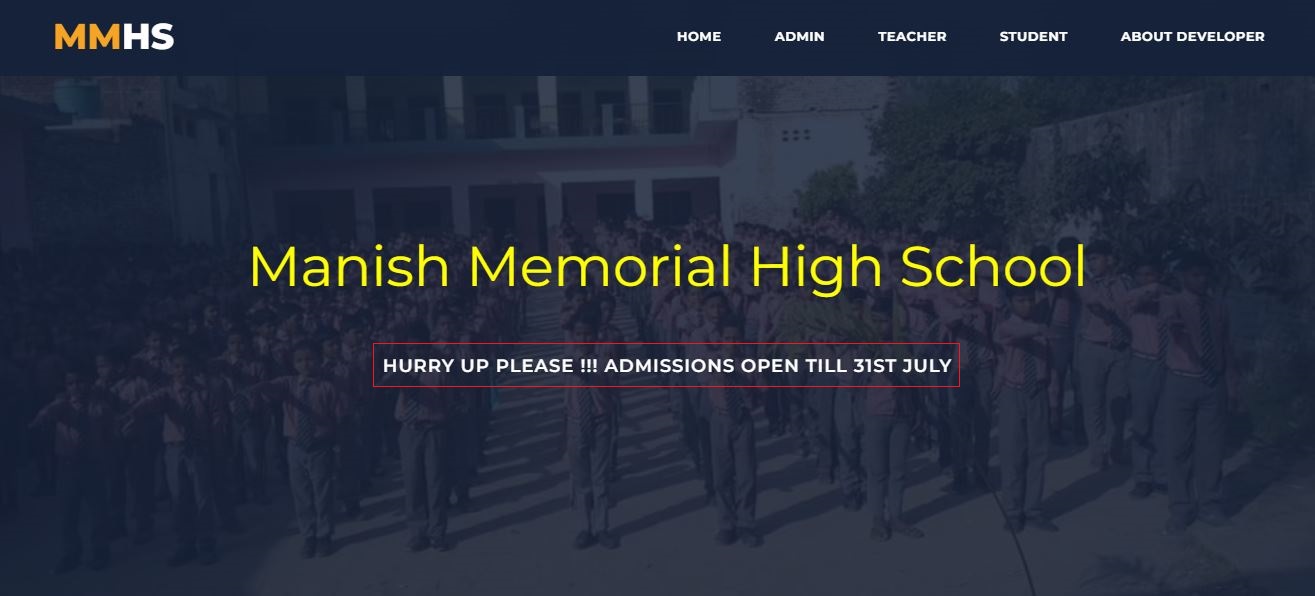 MMHS
HOME ADMIN TEACHER STUDENT ABOUT DEVELOPER
Manish Memorial High School
HURRY UP PLEASE !!! ADMISSIONS OPEN TILL 31ST JULY